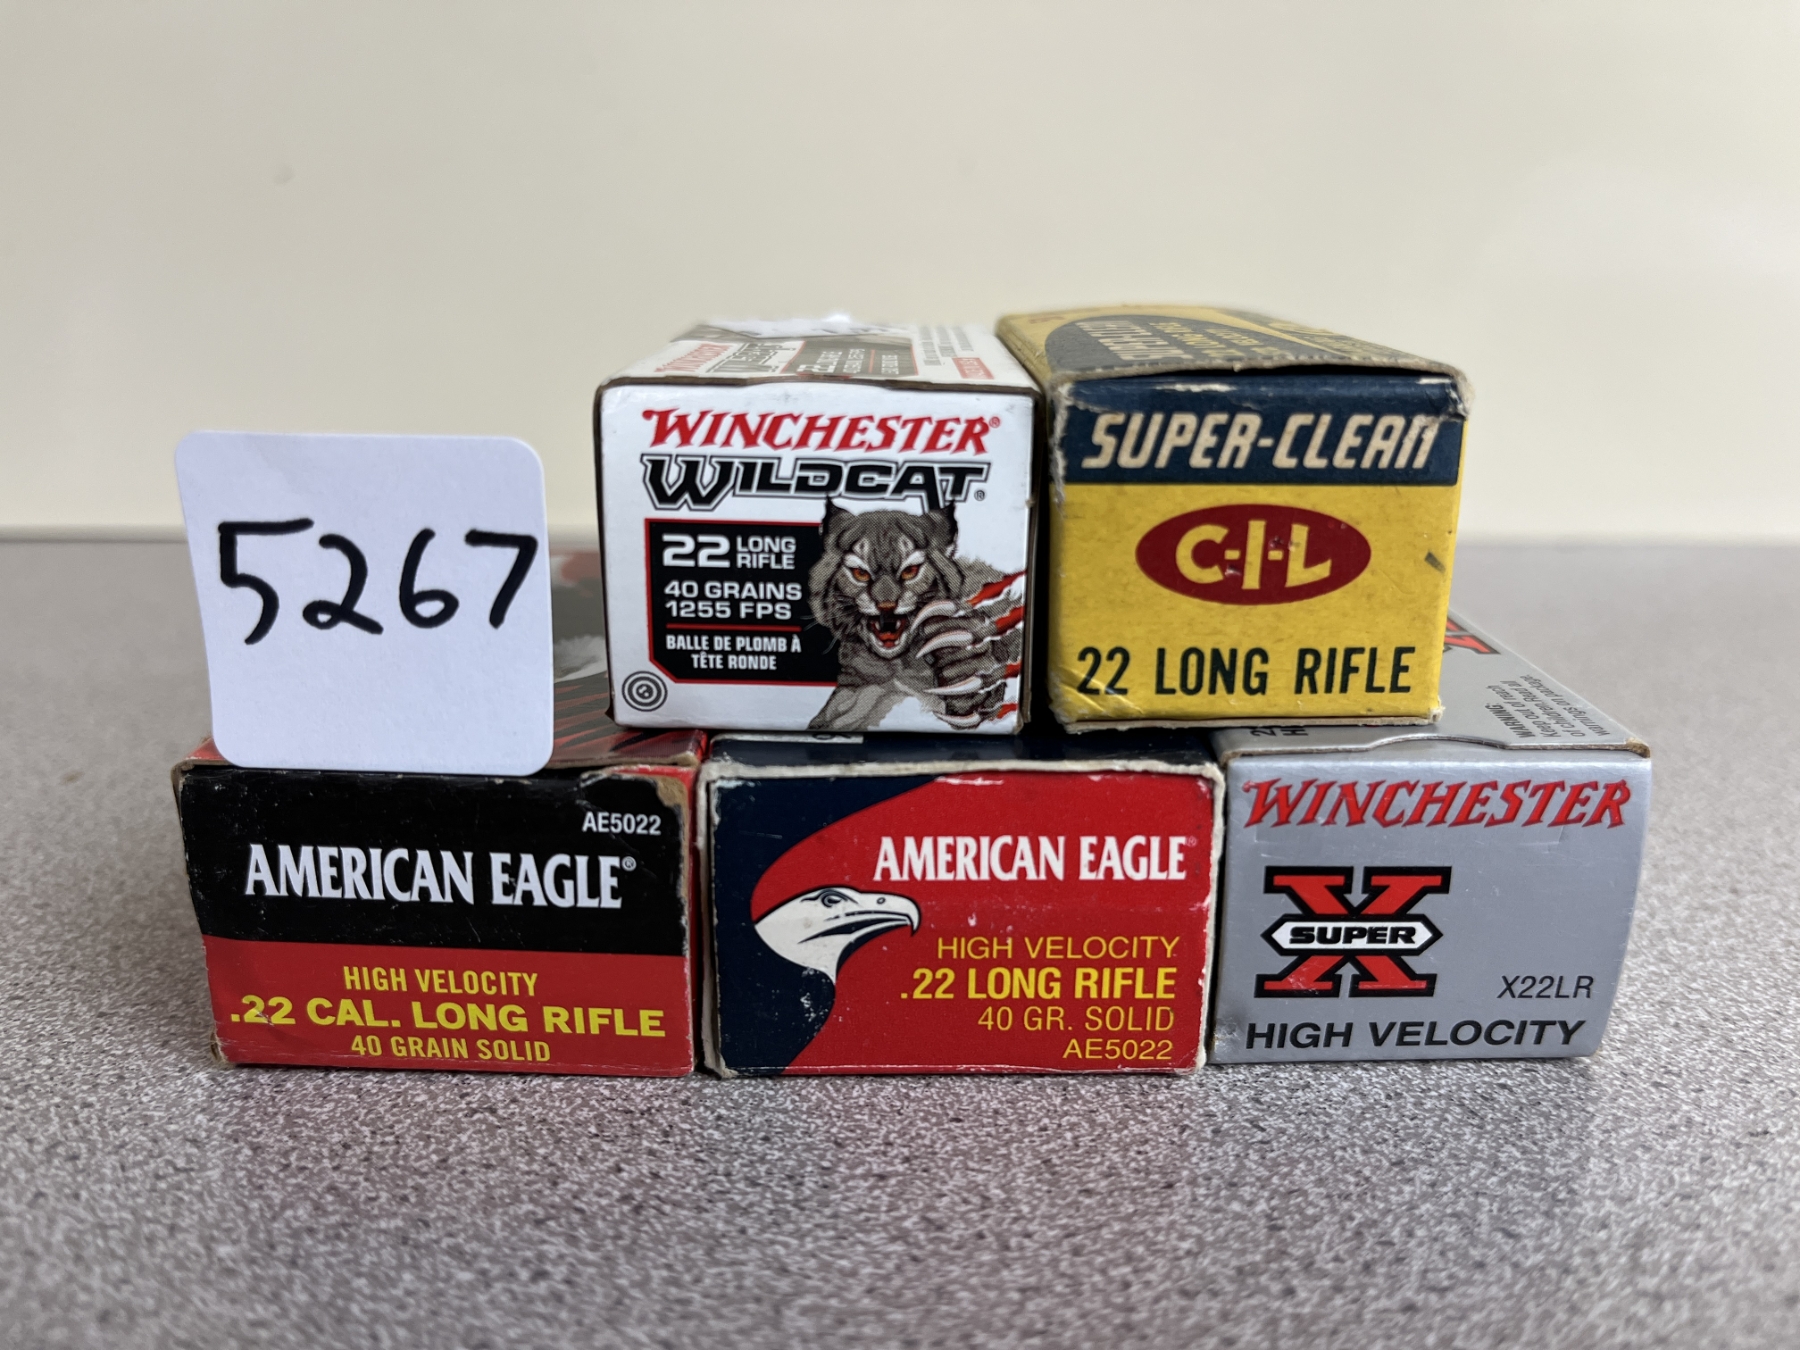 5267
WINCHESTER®
WILDCAT®
22 LONG
RIFLE
40 GRAINS
1255 FPS
BALLE DE PLOMB À
TÊTE RONDE
SUPER-CLEAN
C-I-L
22 LONG RIFLE
AE5022
AMERICAN EAGLE®
HIGH VELOCITY
.22 CAL. LONG RIFLE
40 GRAIN SOLID
AMERICAN EAGLE®
HIGH VELOCITY
.22 LONG RIFLE
40 GR. SOLID
AE5022
WINCHESTER
X
SUPER
X22LR
HIGH VELOCITY